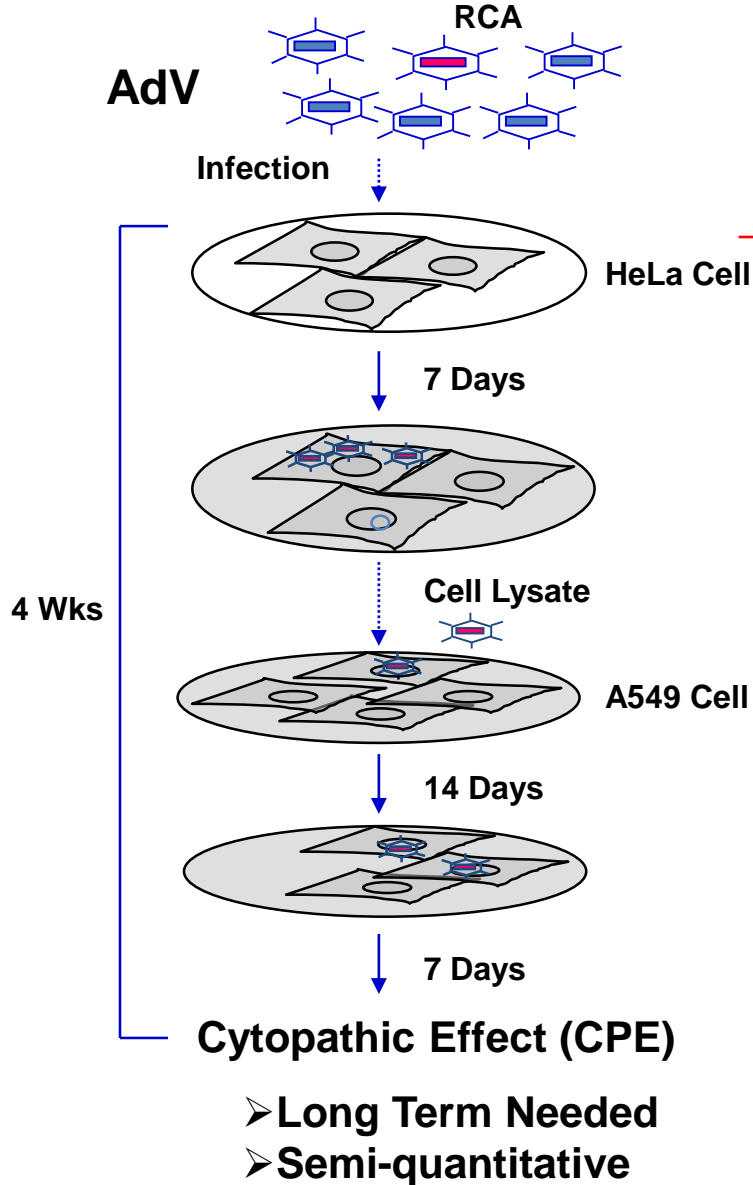 RCA
AdV
Infection
HeLa Cell
7 Days
4 Wks
Cell Lysate
A549 Cell
14 Days
7 Days
Cytopathic Effect (CPE)
➢Long Term Needed
➢Semi-quantitative